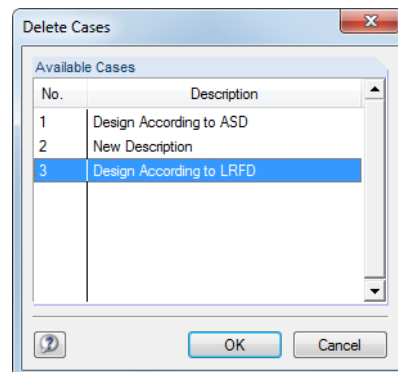 Delete Cases
Available Cases
No. Description
1 Design According to ASD
2 New Description
3 Design According to LRFD
OK Cancel